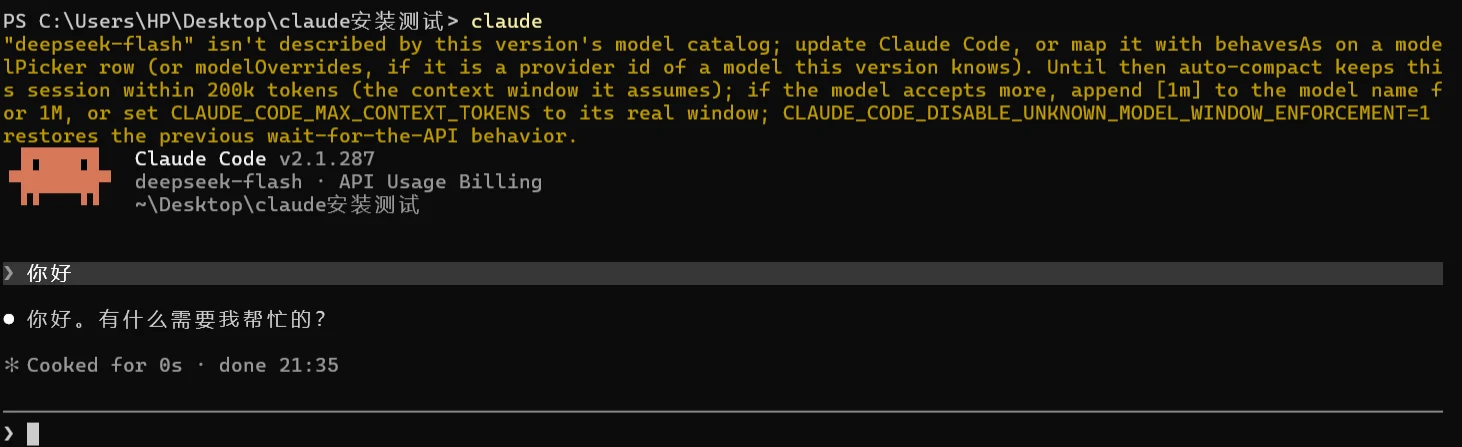 PS C:\Users\HP\Desktop\claude安装测试> claude
"deepseek-flash" isn't described by this version's model catalog; update Claude Code, or map it with behavesAs on a mode
lPicker row (or modelOverrides, if it is a provider id of a model this version knows). Until then auto-compact keeps thi
s session within 200k tokens (the context window it assumes); if the model accepts more, append [1m] to the model name f
or 1M, or set CLAUDE_CODE_MAX_CONTEXT_TOKENS to its real window; CLAUDE_CODE_DISABLE_UNKNOWN_MODEL_WINDOW_ENFORCEMENT=1
restores the previous wait-for-the-API behavior.
Claude Code v2.1.287
deepseek-flash · API Usage Billing
~\Desktop\claude安装测试
❯ 你好
● 你好。有什么需要我帮忙的?
✻ Cooked for 0s · done 21:35
❯